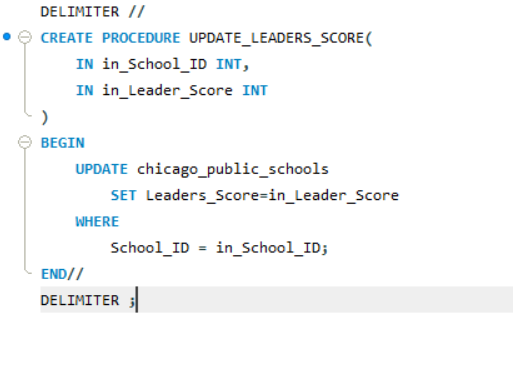 DELIMITER //
CREATE PROCEDURE UPDATE_LEADERS_SCORE(
    IN in_School_ID INT,
    IN in_Leader_Score INT
)
BEGIN
    UPDATE chicago_public_schools
        SET Leaders_Score=in_Leader_Score
    WHERE
        School_ID = in_School_ID;
END//
DELIMITER ;